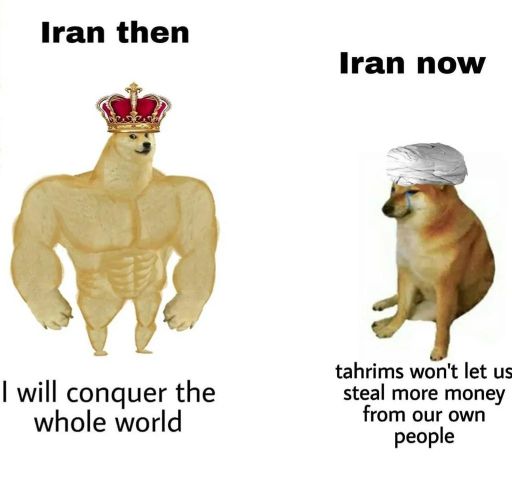 Iran then
Iran now
I will conquer the
whole world
tahrims won't let us
steal more money
from our own
people